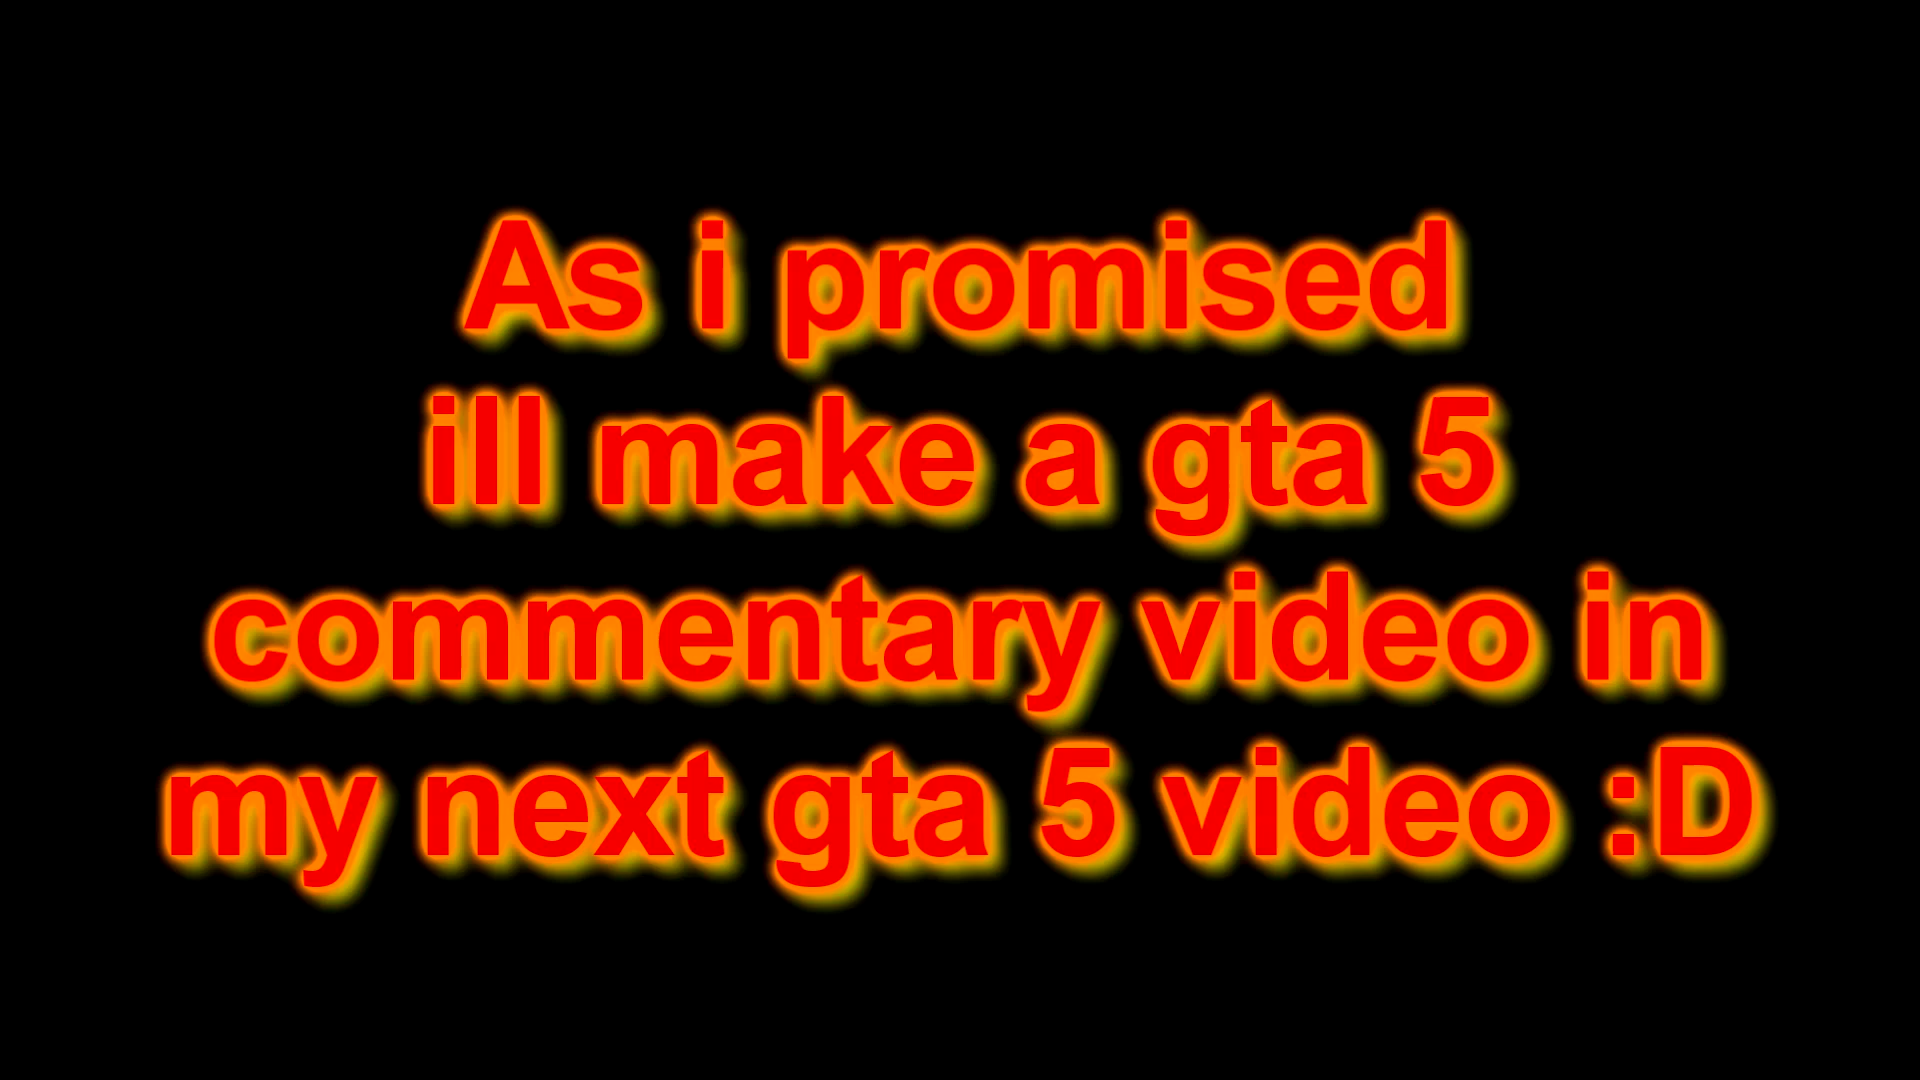 As i promised
ill make a gta 5
commentary video in
my next gta 5 video :D